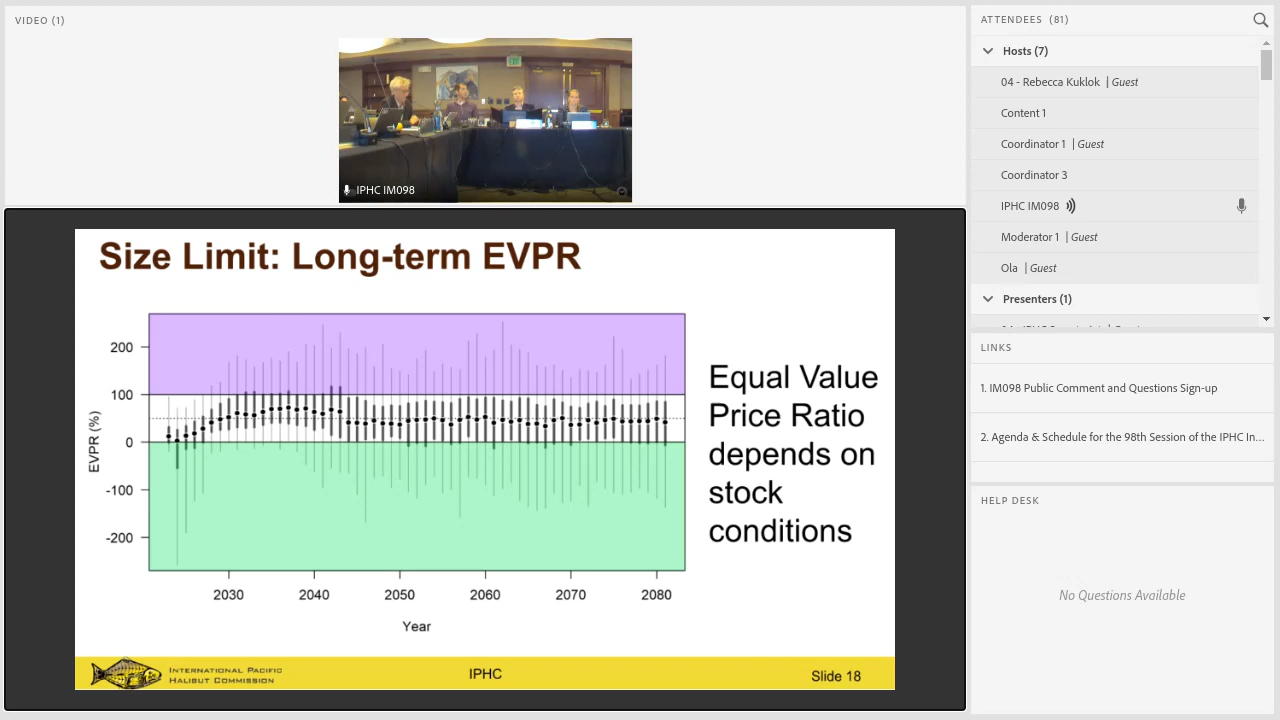 VIDEO (1)
IPHC IM098
Size Limit: Long-term EVPR
EVPR (%)
200
100
0
-100
-200
2030
2040
2050
2060
2070
2080
Year
Equal Value
Price Ratio
depends on
stock
conditions
INTERNATIONAL PACIFIC
HALIBUT COMMISSION
IPHC
Slide 18
ATTENDEES (81)
Hosts (7)
04 - Rebecca Kuklok | Guest
Content 1
Coordinator 1 | Guest
Coordinator 3
IPHC IM098
Moderator 1 | Guest
Ola | Guest
Presenters (1)
LINKS
1. IM098 Public Comment and Questions Sign-up
2. Agenda & Schedule for the 98th Session of the IPHC In...
HELP DESK
No Questions Available